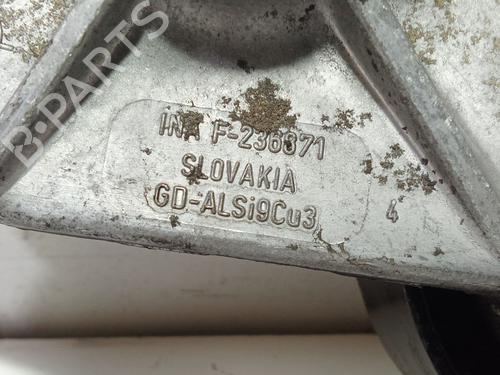 B-PARTS
INA F-236871
SLOVAKIA
GD-ALSi9Cu3
4